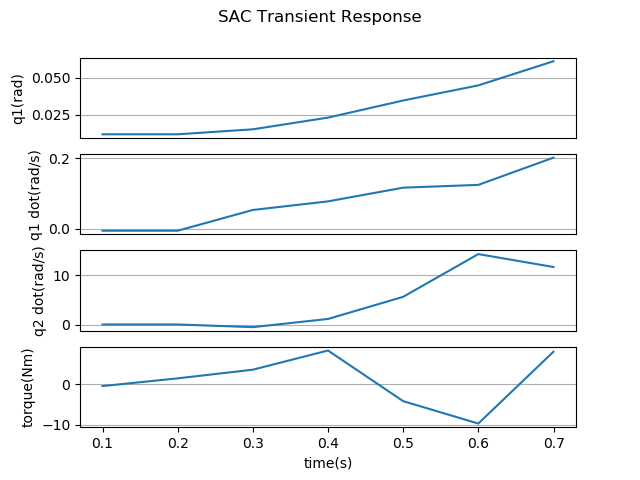 SAC Transient Response
0.050
0.025
q1(rad)
0.2
0.0
q1 dot(rad/s)
10
0
q2 dot(rad/s)
0
−10
torque(Nm)
0.1 0.2 0.3 0.4 0.5 0.6 0.7
time(s)